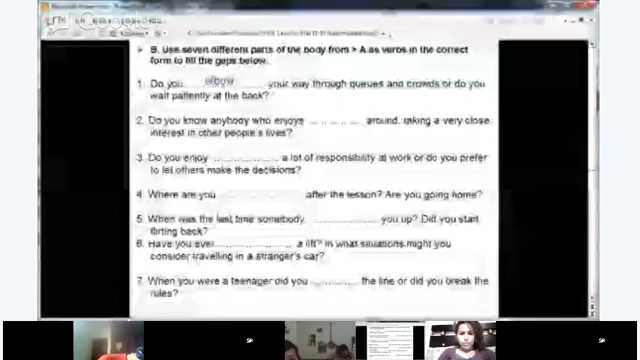 B. Use seven different parts of the body from > A as verbs in the correct
form to fill the gaps below.
1. Do you elbow your way through queues and crowds or do you
wait patiently at the back?
2. Do you know anybody who enjoys ............ around, taking a very close
interest in other people's lives?
3. Do you enjoy .................. a lot of responsibility at work or do you prefer
to let others make the decisions?
4. Where are you .................. after the lesson? Are you going home?
5. When was the last time somebody .................. you up? Did you start
flirting back?
6. Have you ever .................. a lift? In what situations might you
consider travelling in a stranger's car?
7. When you were a teenager did you ............ the line or did you break the
rules?